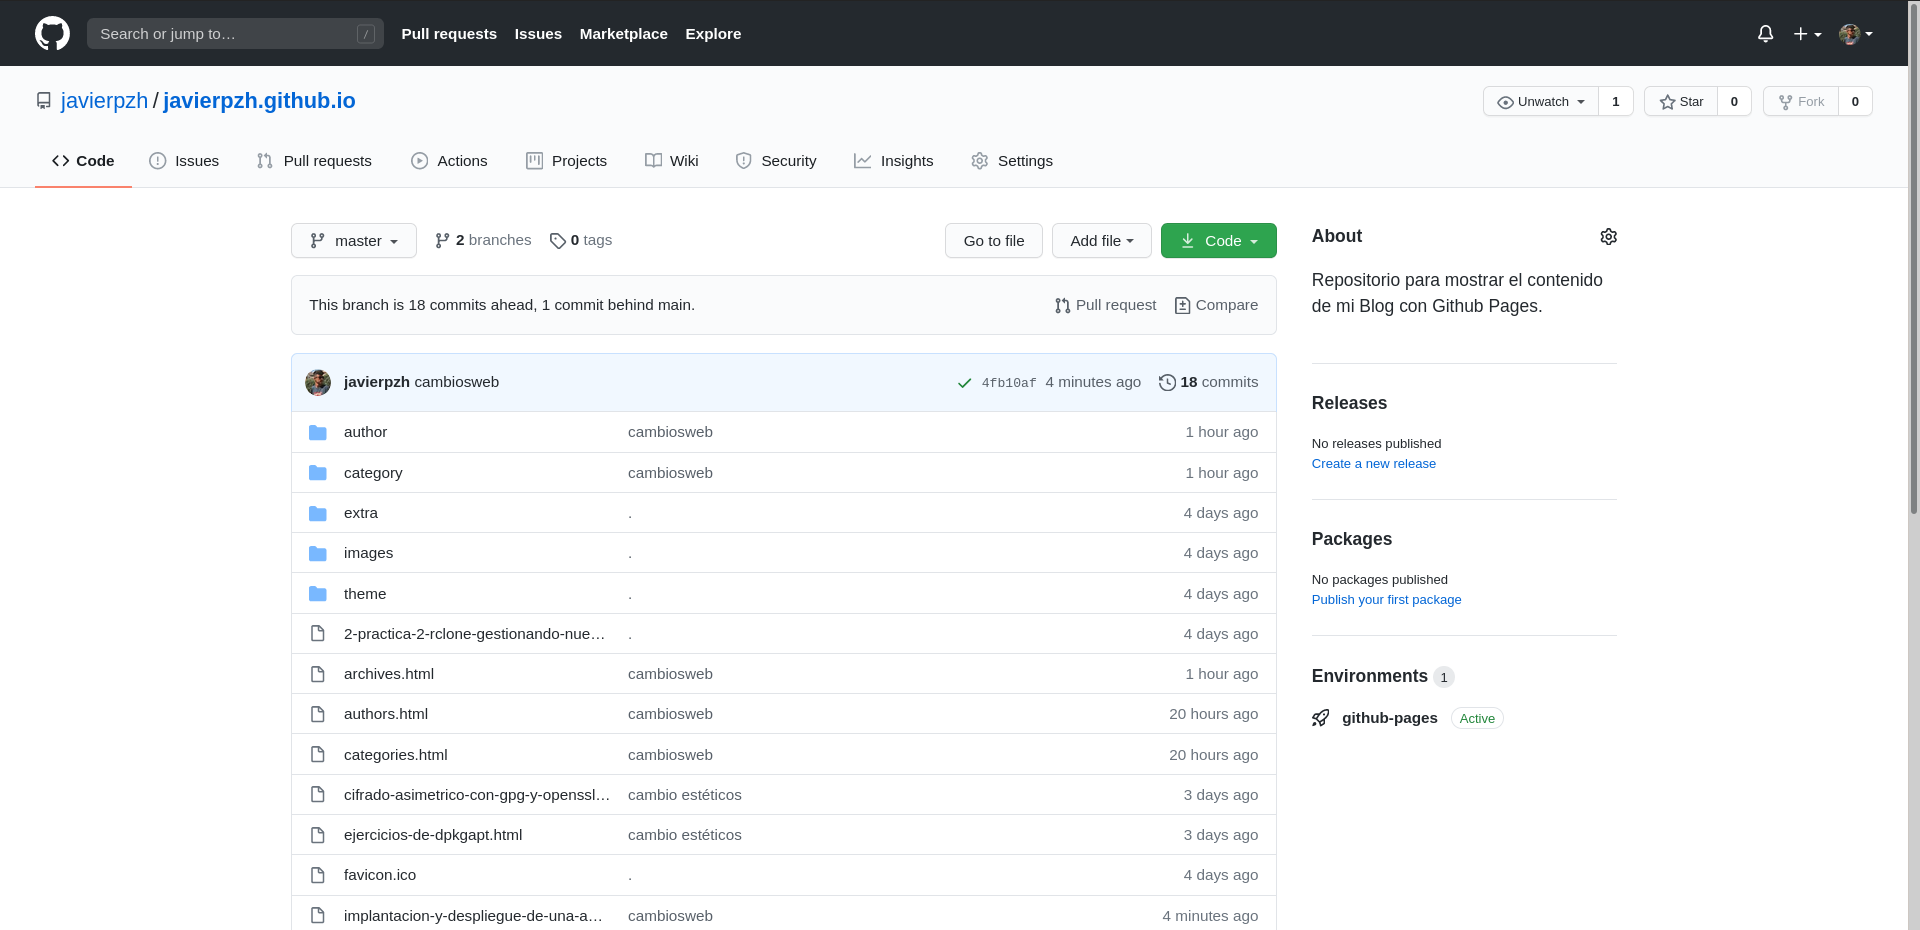 Search or jump to… /
Pull requests Issues Marketplace Explore
javierpzh / javierpzh.github.io
Unwatch 1 Star 0 Fork 0
Code Issues Pull requests Actions Projects Wiki Security Insights Settings
master 2 branches 0 tags
Go to file Add file Code
This branch is 18 commits ahead, 1 commit behind main.
Pull request Compare
javierpzh cambiosweb 4fb10af 4 minutes ago 18 commits
author cambiosweb 1 hour ago
category cambiosweb 1 hour ago
extra . 4 days ago
images . 4 days ago
theme . 4 days ago
2-practica-2-rclone-gestionando-nue… . 4 days ago
archives.html cambiosweb 1 hour ago
authors.html cambiosweb 20 hours ago
categories.html cambiosweb 20 hours ago
cifrado-asimetrico-con-gpg-y-openssl… cambio estéticos 3 days ago
ejercicios-de-dpkgapt.html cambio estéticos 3 days ago
favicon.ico . 4 days ago
implantacion-y-despliegue-de-una-a… cambiosweb 4 minutes ago
About
Repositorio para mostrar el contenido
de mi Blog con Github Pages.
Releases
No releases published
Create a new release
Packages
No packages published
Publish your first package
Environments 1
github-pages Active